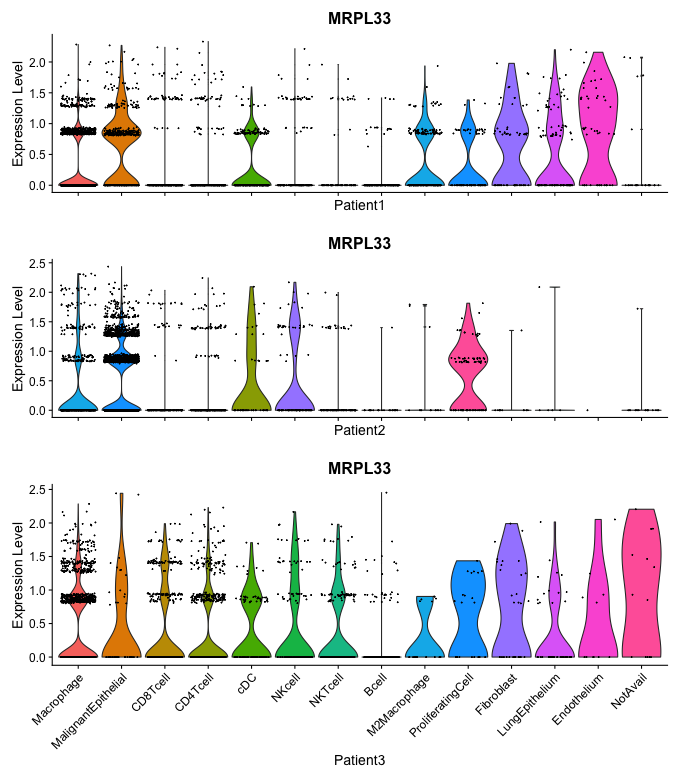 MRPL33
Expression Level
2.0
1.5
1.0
0.5
0.0
Patient1
MRPL33
Expression Level
2.5
2.0
1.5
1.0
0.5
0.0
Patient2
MRPL33
Expression Level
2.5
2.0
1.5
1.0
0.5
0.0
Macrophage
MalignantEpithelial
CD8Tcell
CD4Tcell
cDC
NKcell
NKTcell
Bcell
M2Macrophage
ProliferatingCell
Fibroblast
LungEpithelium
Endothelium
NotAvail
Patient3